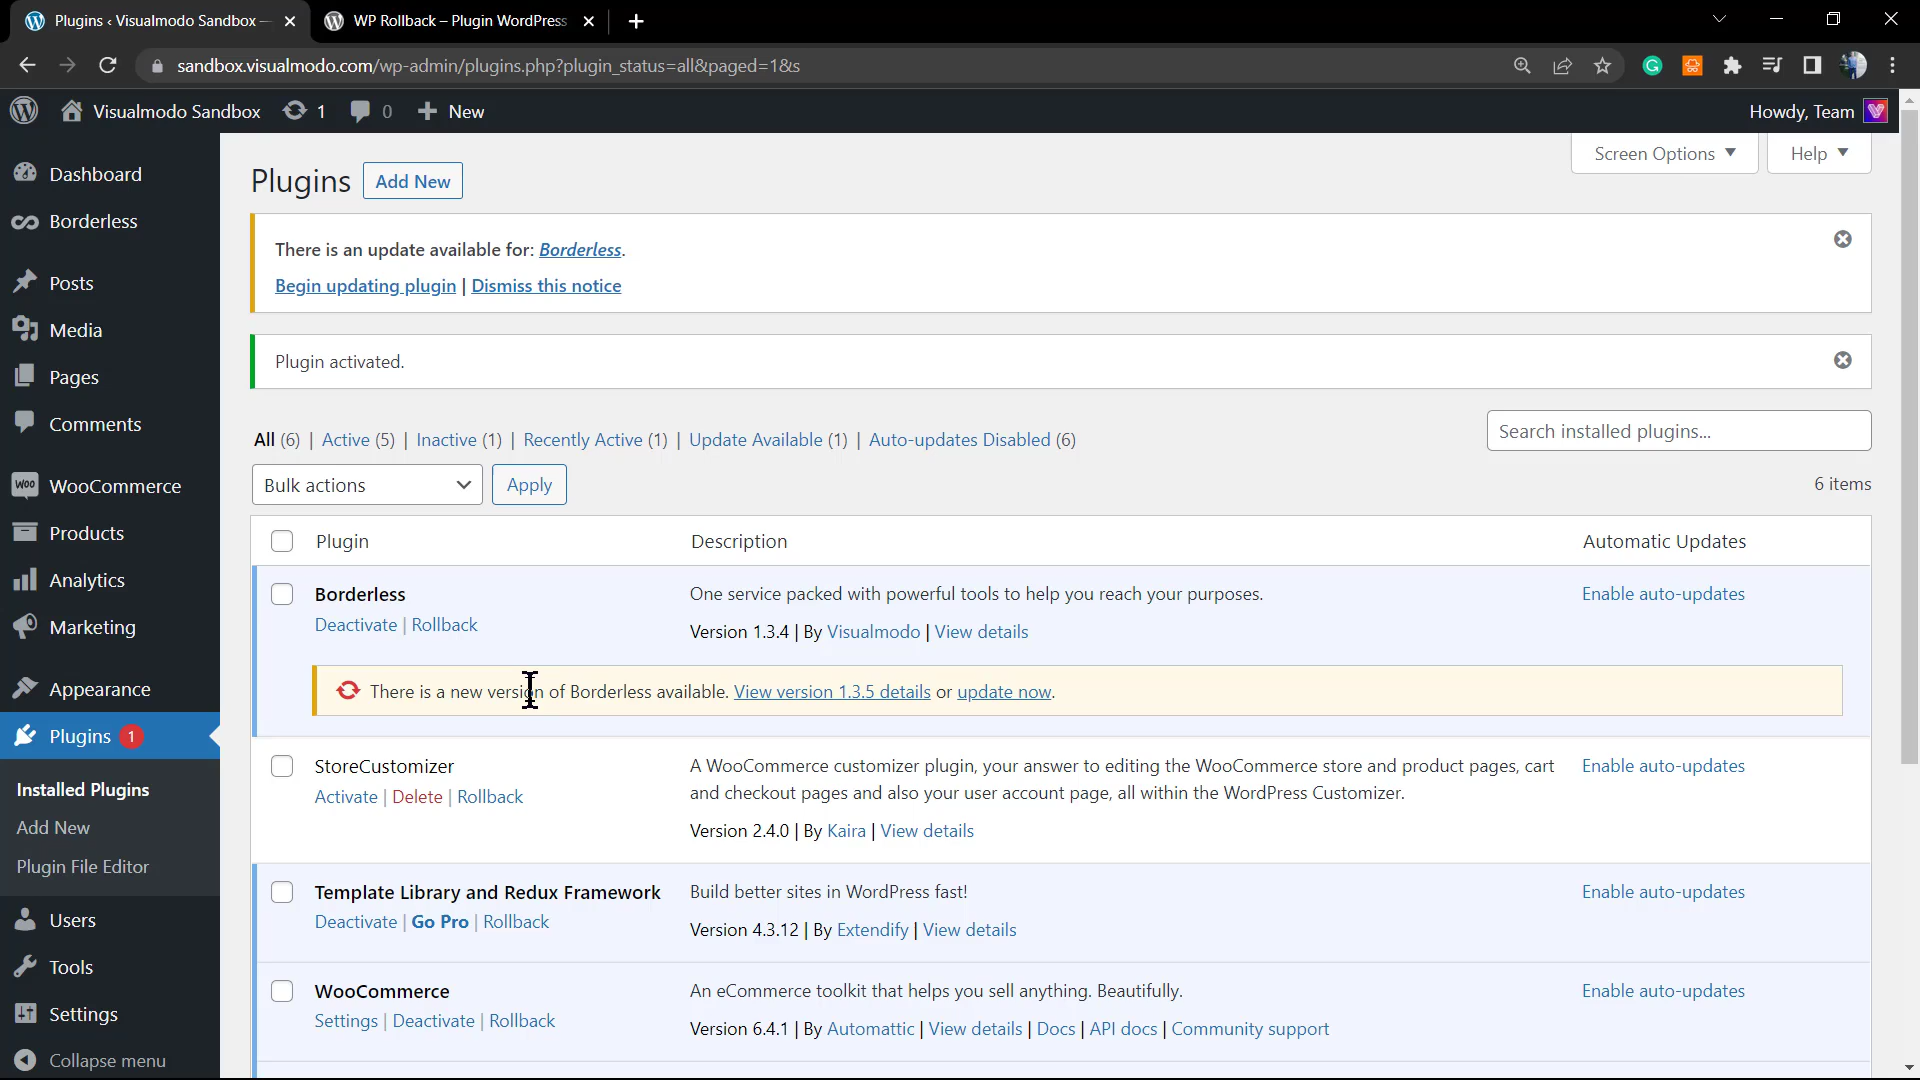 Plugins ‹ Visualmodo Sandbox —
WP Rollback – Plugin WordPress
sandbox.visualmodo.com/wp-admin/plugins.php?plugin_status=all&paged=1&s
Visualmodo Sandbox 1 0 New
Howdy, Team
Dashboard
Borderless
Posts
Media
Pages
Comments
WooCommerce
Products
Analytics
Marketing
Appearance
Plugins 1
Installed Plugins
Add New
Plugin File Editor
Users
Tools
Settings
Collapse menu
Screen Options
Help
Plugins Add New
There is an update available for: Borderless.
Begin updating plugin | Dismiss this notice
Plugin activated.
All (6) | Active (5) | Inactive (1) | Recently Active (1) | Update Available (1) | Auto-updates Disabled (6)
Search installed plugins...
Bulk actions Apply
6 items
Plugin Description Automatic Updates
Borderless One service packed with powerful tools to help you reach your purposes. Enable auto-updates
Deactivate | Rollback
Version 1.3.4 | By Visualmodo | View details
There is a new version of Borderless available. View version 1.3.5 details or update now.
StoreCustomizer A WooCommerce customizer plugin, your answer to editing the WooCommerce store and product pages, cart Enable auto-updates
Activate | Delete | Rollback and checkout pages and also your user account page, all within the WordPress Customizer.
Version 2.4.0 | By Kaira | View details
Template Library and Redux Framework Build better sites in WordPress fast! Enable auto-updates
Deactivate | Go Pro | Rollback
Version 4.3.12 | By Extendify | View details
WooCommerce An eCommerce toolkit that helps you sell anything. Beautifully. Enable auto-updates
Settings | Deactivate | Rollback
Version 6.4.1 | By Automattic | View details | Docs | API docs | Community support